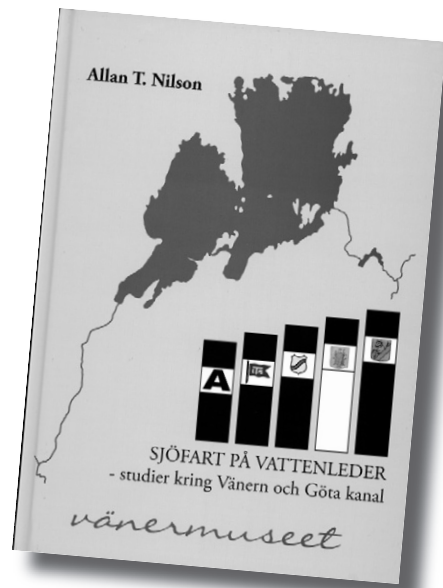 Allan T. Nilson
A
SJÖFART PÅ VATTENLEDER
- studier kring Vänern och Göta kanal
vänermuseet